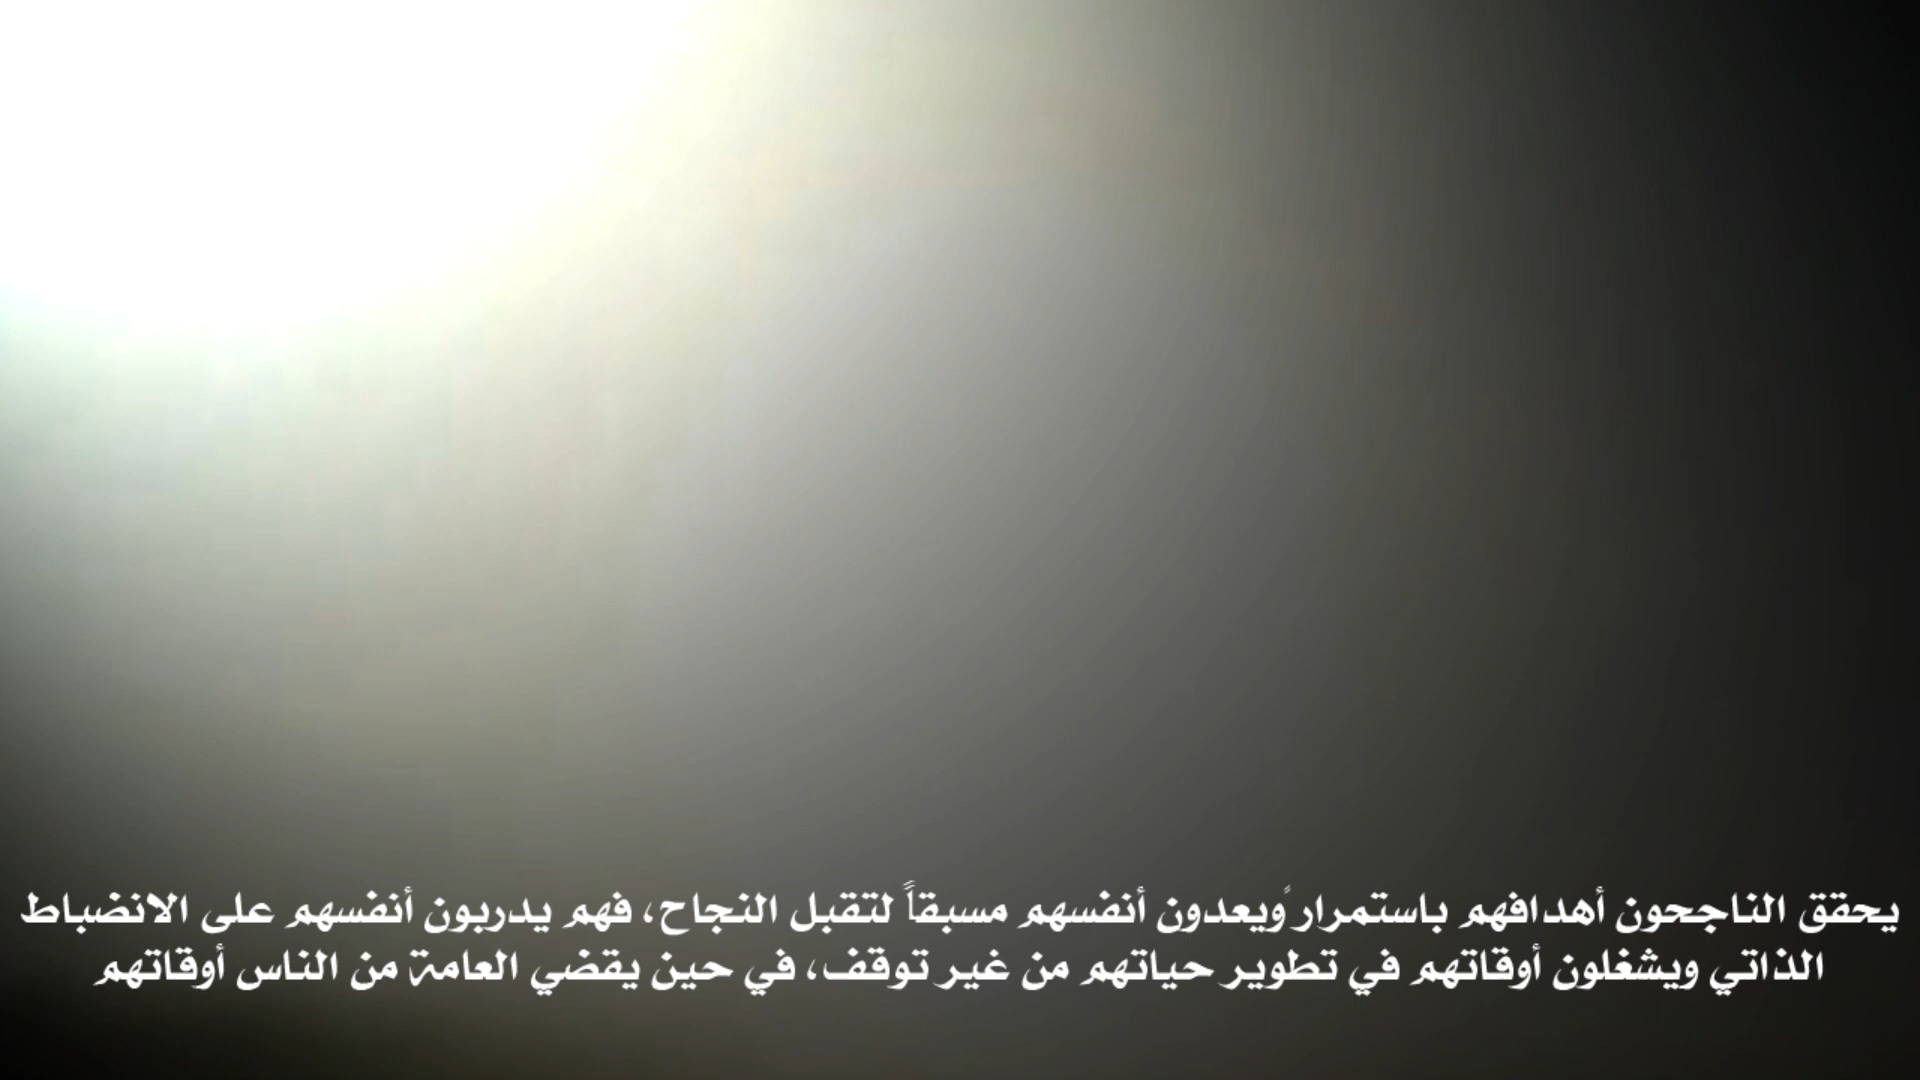 يحقق الناجحون أهدافهم باستمرار ًويعدون أنفسهم مسبقاً لتقبل النجاح، فهم يدربون أنفسهم على الانضباط
الذاتي ويشغلون أوقاتهم في تطوير حياتهم من غير توقف، في حين يقضي العامة من الناس أوقاتهم